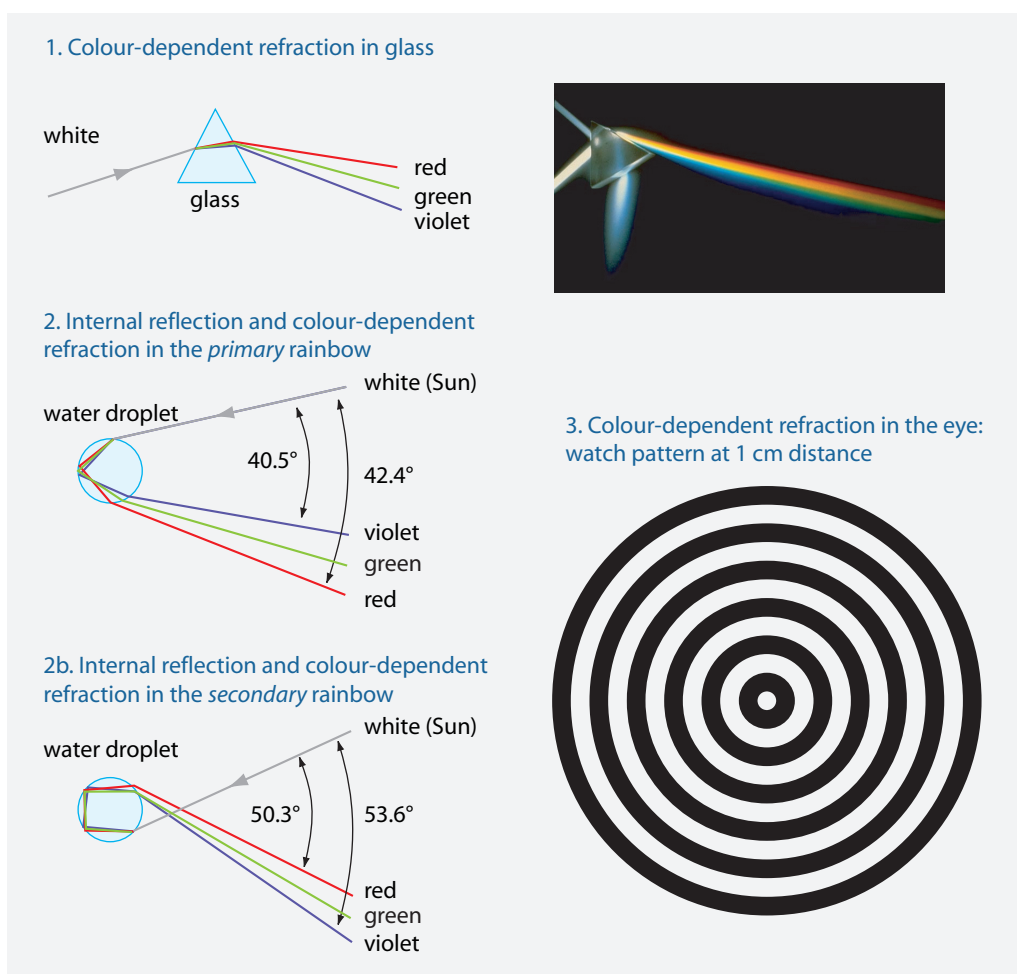 1. Colour-dependent refraction in glass
white
glass
red
green
violet
2. Internal reflection and colour-dependent
refraction in the primary rainbow
white (Sun)
water droplet
40.5°
42.4°
violet
green
red
3. Colour-dependent refraction in the eye:
watch pattern at 1 cm distance
2b. Internal reflection and colour-dependent
refraction in the secondary rainbow
white (Sun)
water droplet
50.3°
53.6°
red
green
violet